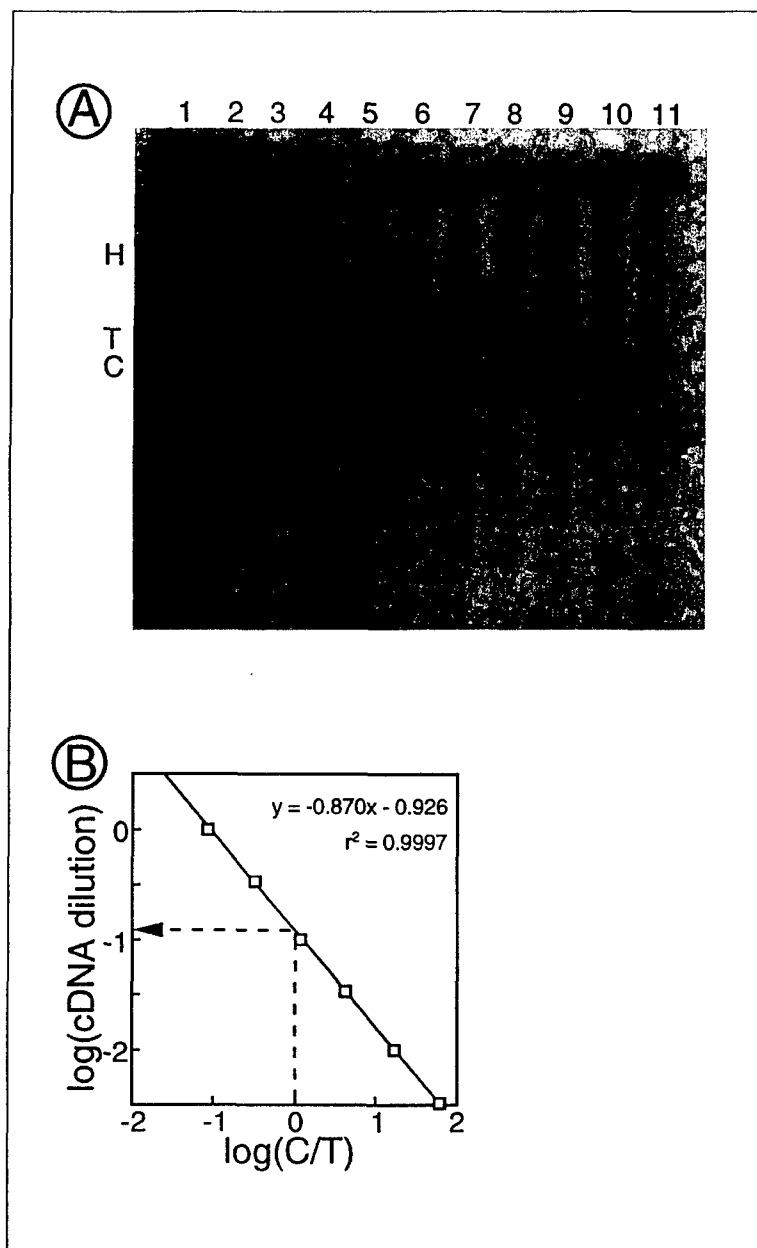 A
1 2 3 4 5 6 7 8 9 10 11
H
T
C
B
y = -0.870x - 0.926
r² = 0.9997
log(cDNA dilution)
0
-1
-2
-2 -1 0 1 2
log(C/T)